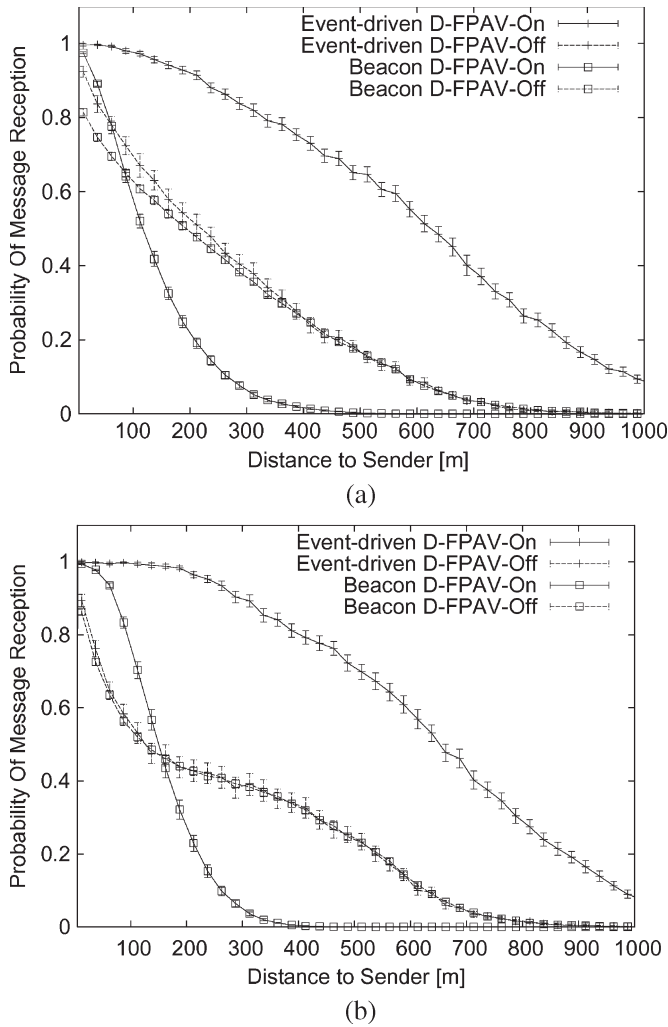 Event-driven D-FPAV-On
Event-driven D-FPAV-Off
Beacon D-FPAV-On
Beacon D-FPAV-Off
Probability Of Message Reception
1
0.8
0.6
0.4
0.2
0
100 200 300 400 500 600 700 800 900 1000
Distance to Sender [m]
(a)
Event-driven D-FPAV-On
Event-driven D-FPAV-Off
Beacon D-FPAV-On
Beacon D-FPAV-Off
Probability Of Message Reception
1
0.8
0.6
0.4
0.2
0
100 200 300 400 500 600 700 800 900 1000
Distance to Sender [m]
(b)